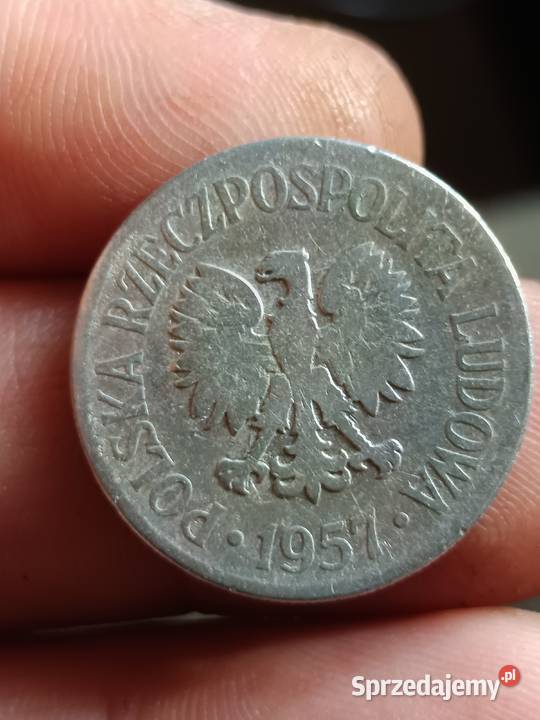 POLSKA RZECZPOSPOLITA LUDOWA
· 1957 ·
Sprzedajemy.pl